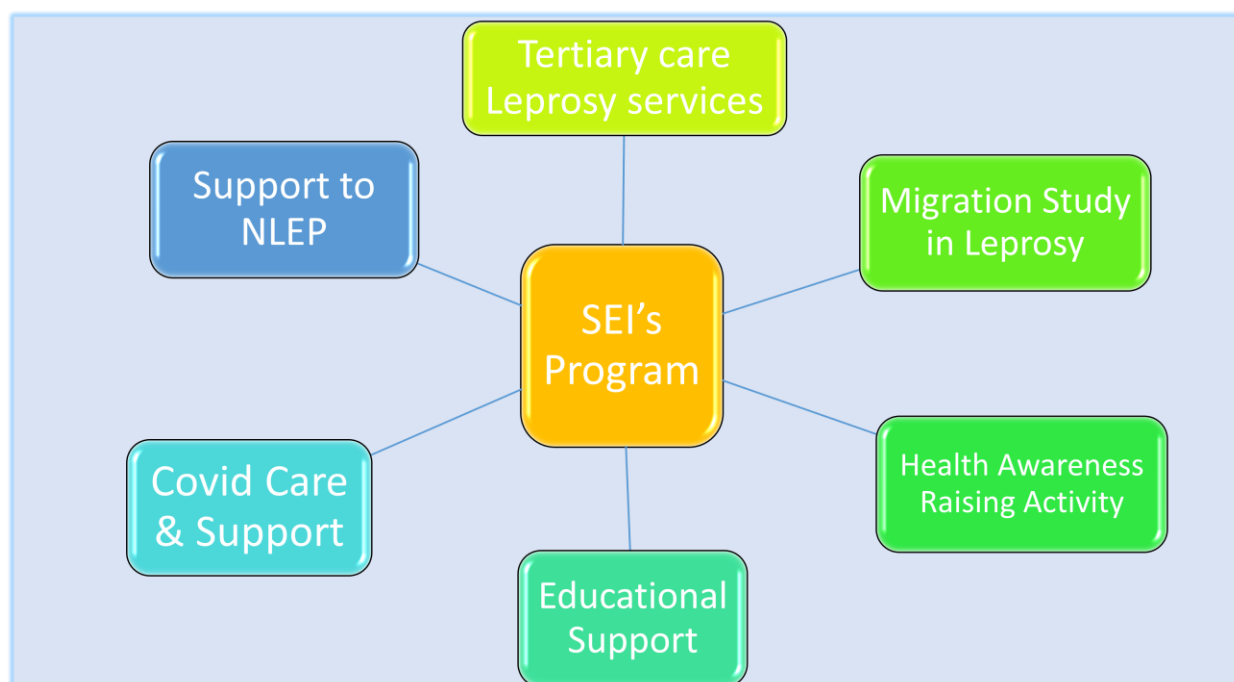 Tertiary care
Leprosy services
Support to
NLEP
Migration Study
in Leprosy
SEI’s
Program
Covid Care
& Support
Health Awareness
Raising Activity
Educational
Support